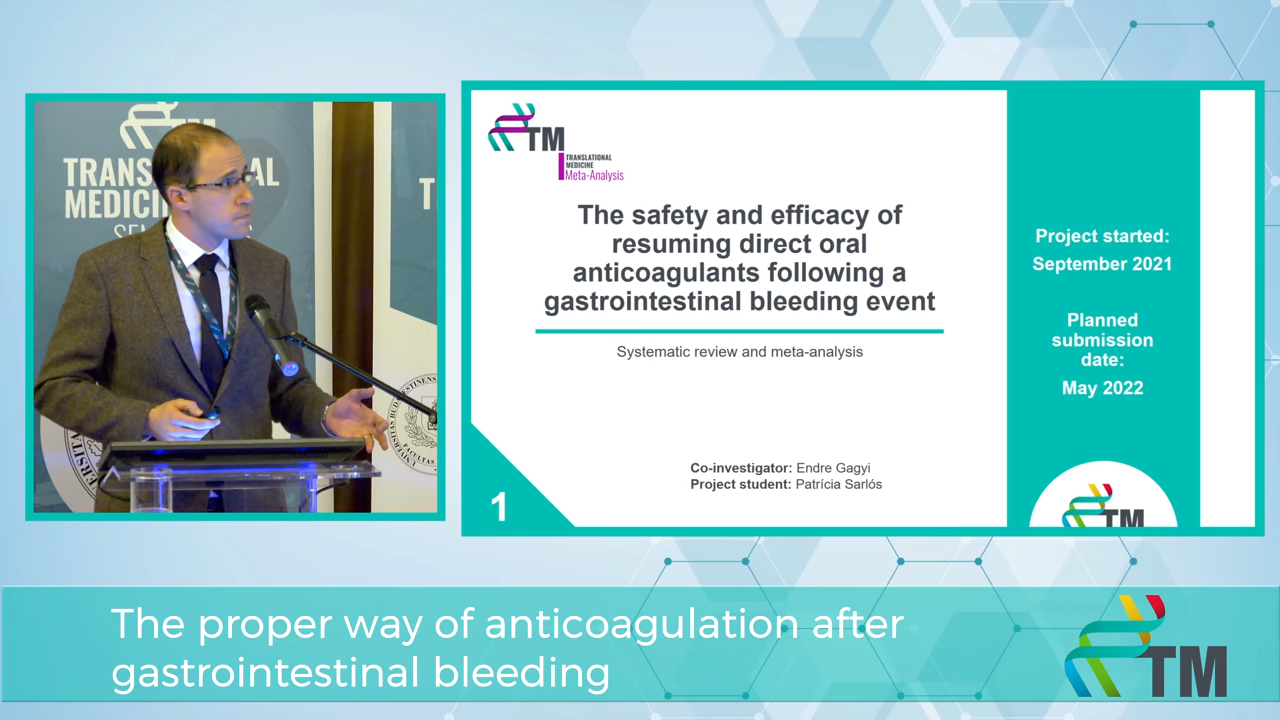 TM
TRANSLATIONAL
MEDICINE
Meta-Analysis
The safety and efficacy of
resuming direct oral
anticoagulants following a
gastrointestinal bleeding event
Systematic review and meta-analysis
Co-investigator: Endre Gagyi
Project student: Patrícia Sarlós
1
Project started:
September 2021
Planned
submission
date:
May 2022
TM
The proper way of anticoagulation after
gastrointestinal bleeding
TM